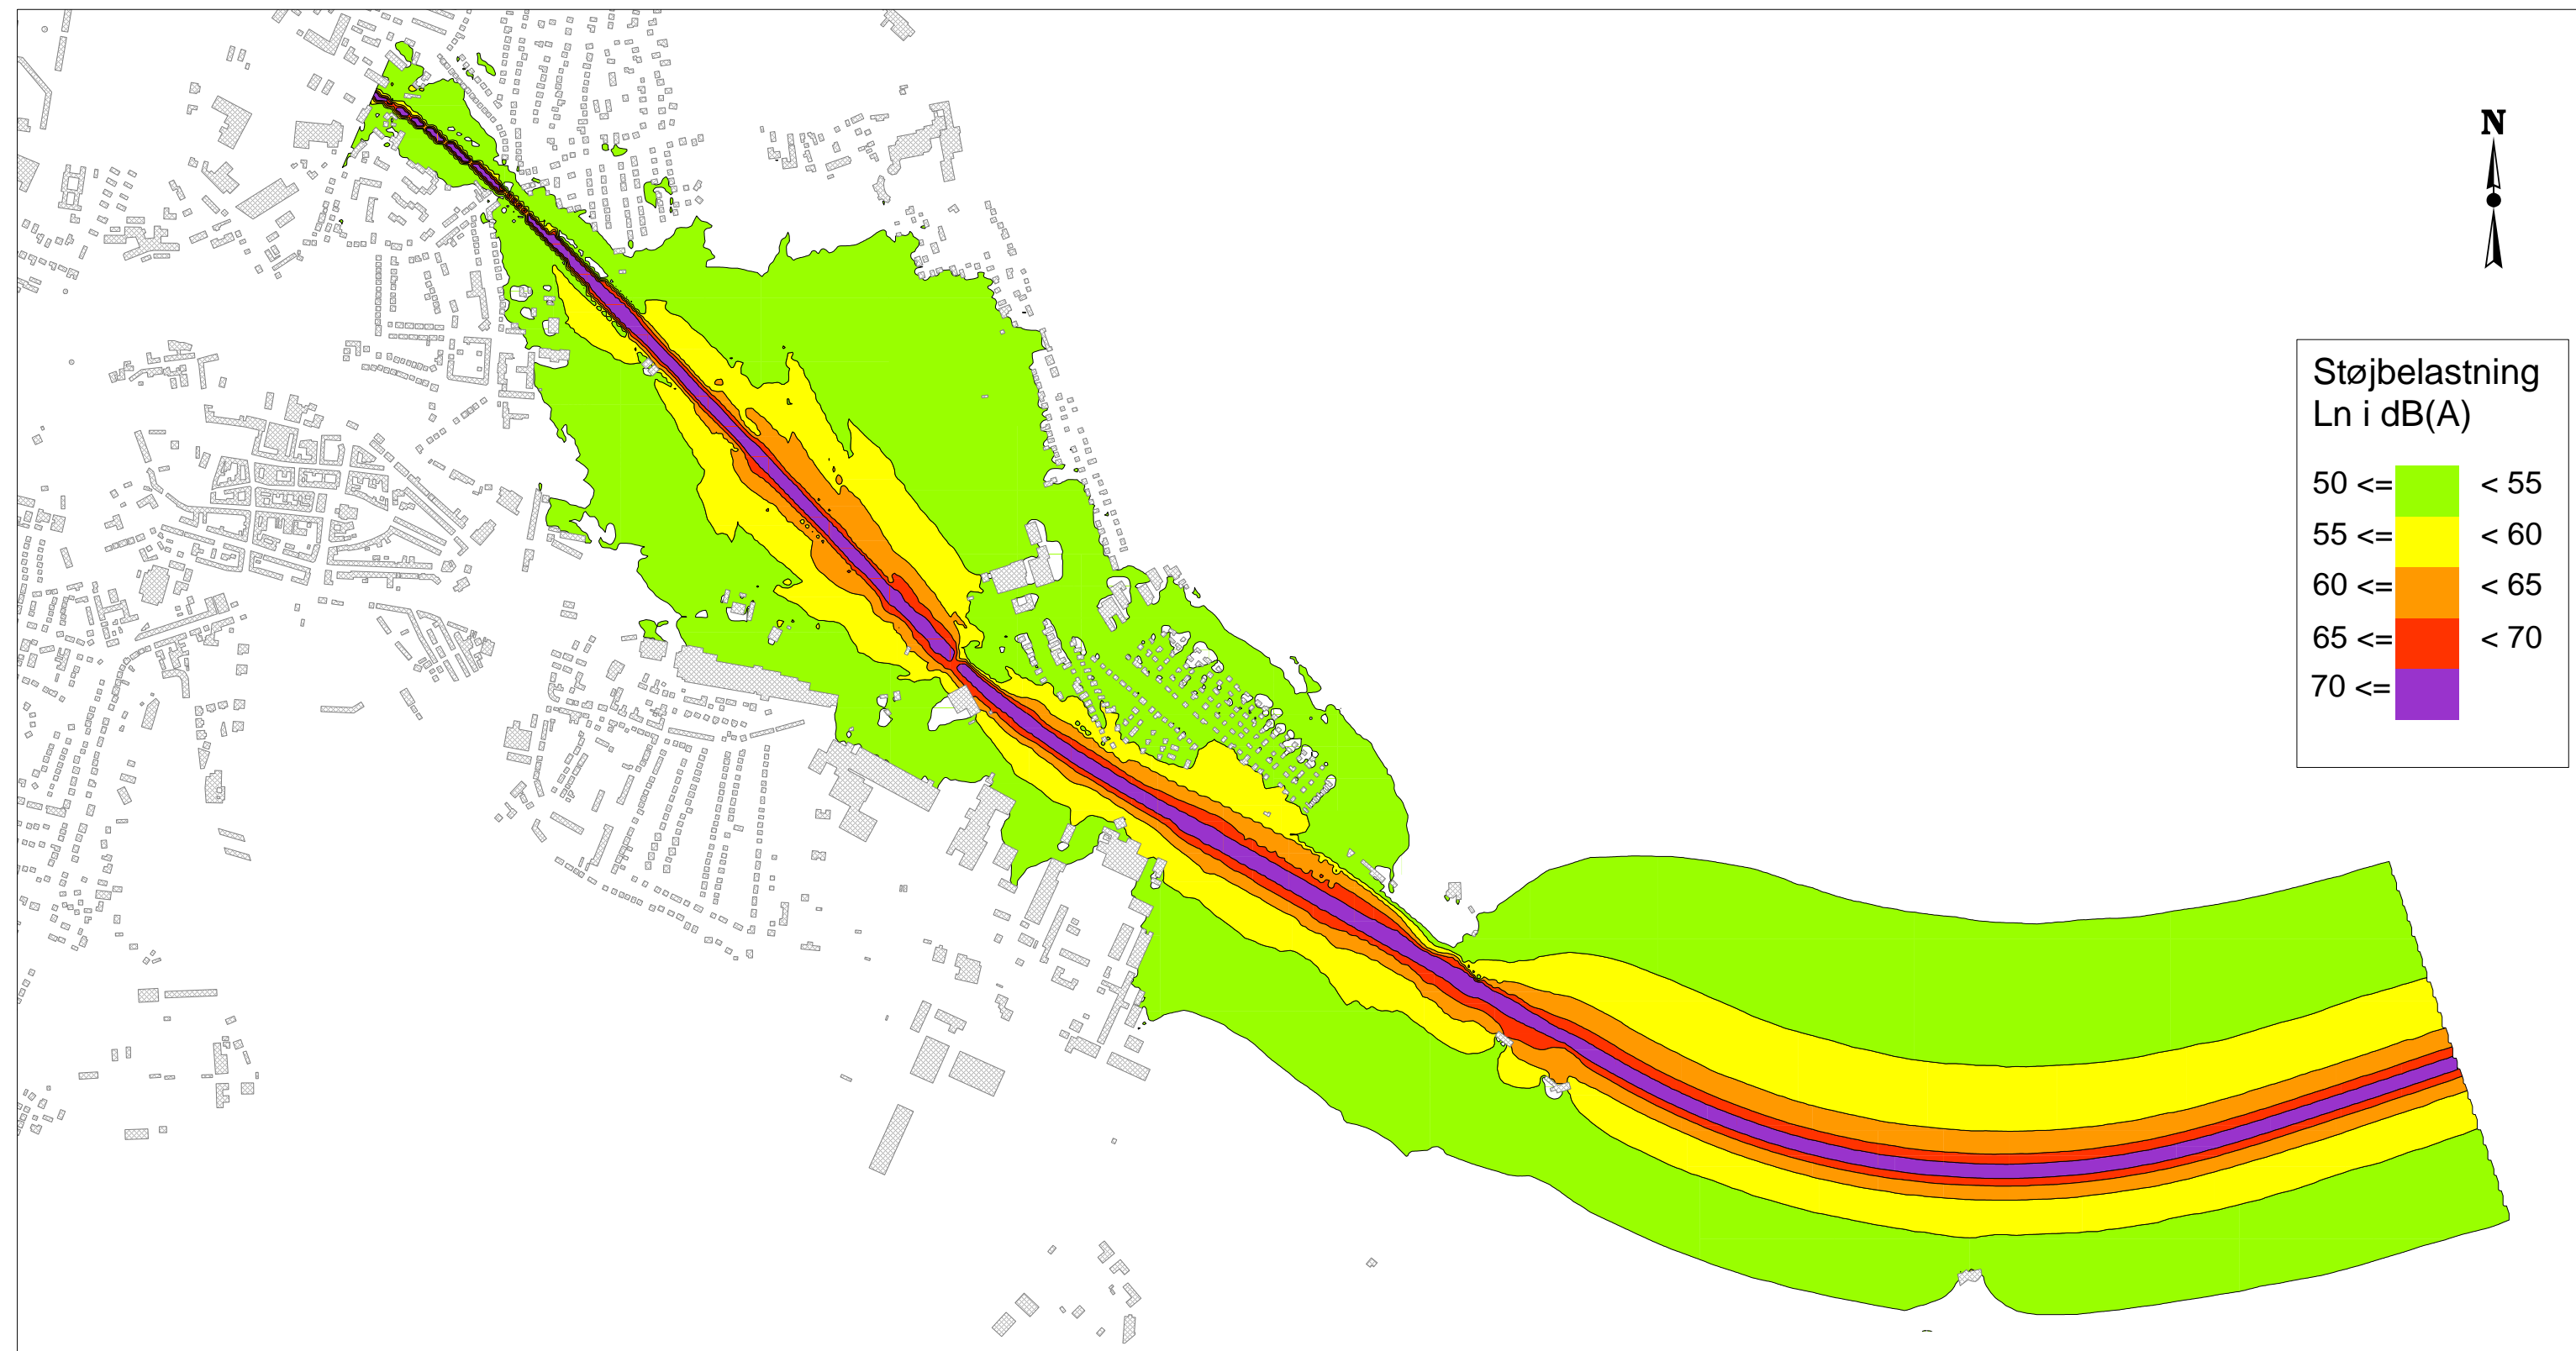 N
Støjbelastning
Ln i dB(A)
50 <= < 55
55 <= < 60
60 <= < 65
65 <= < 70
70 <=